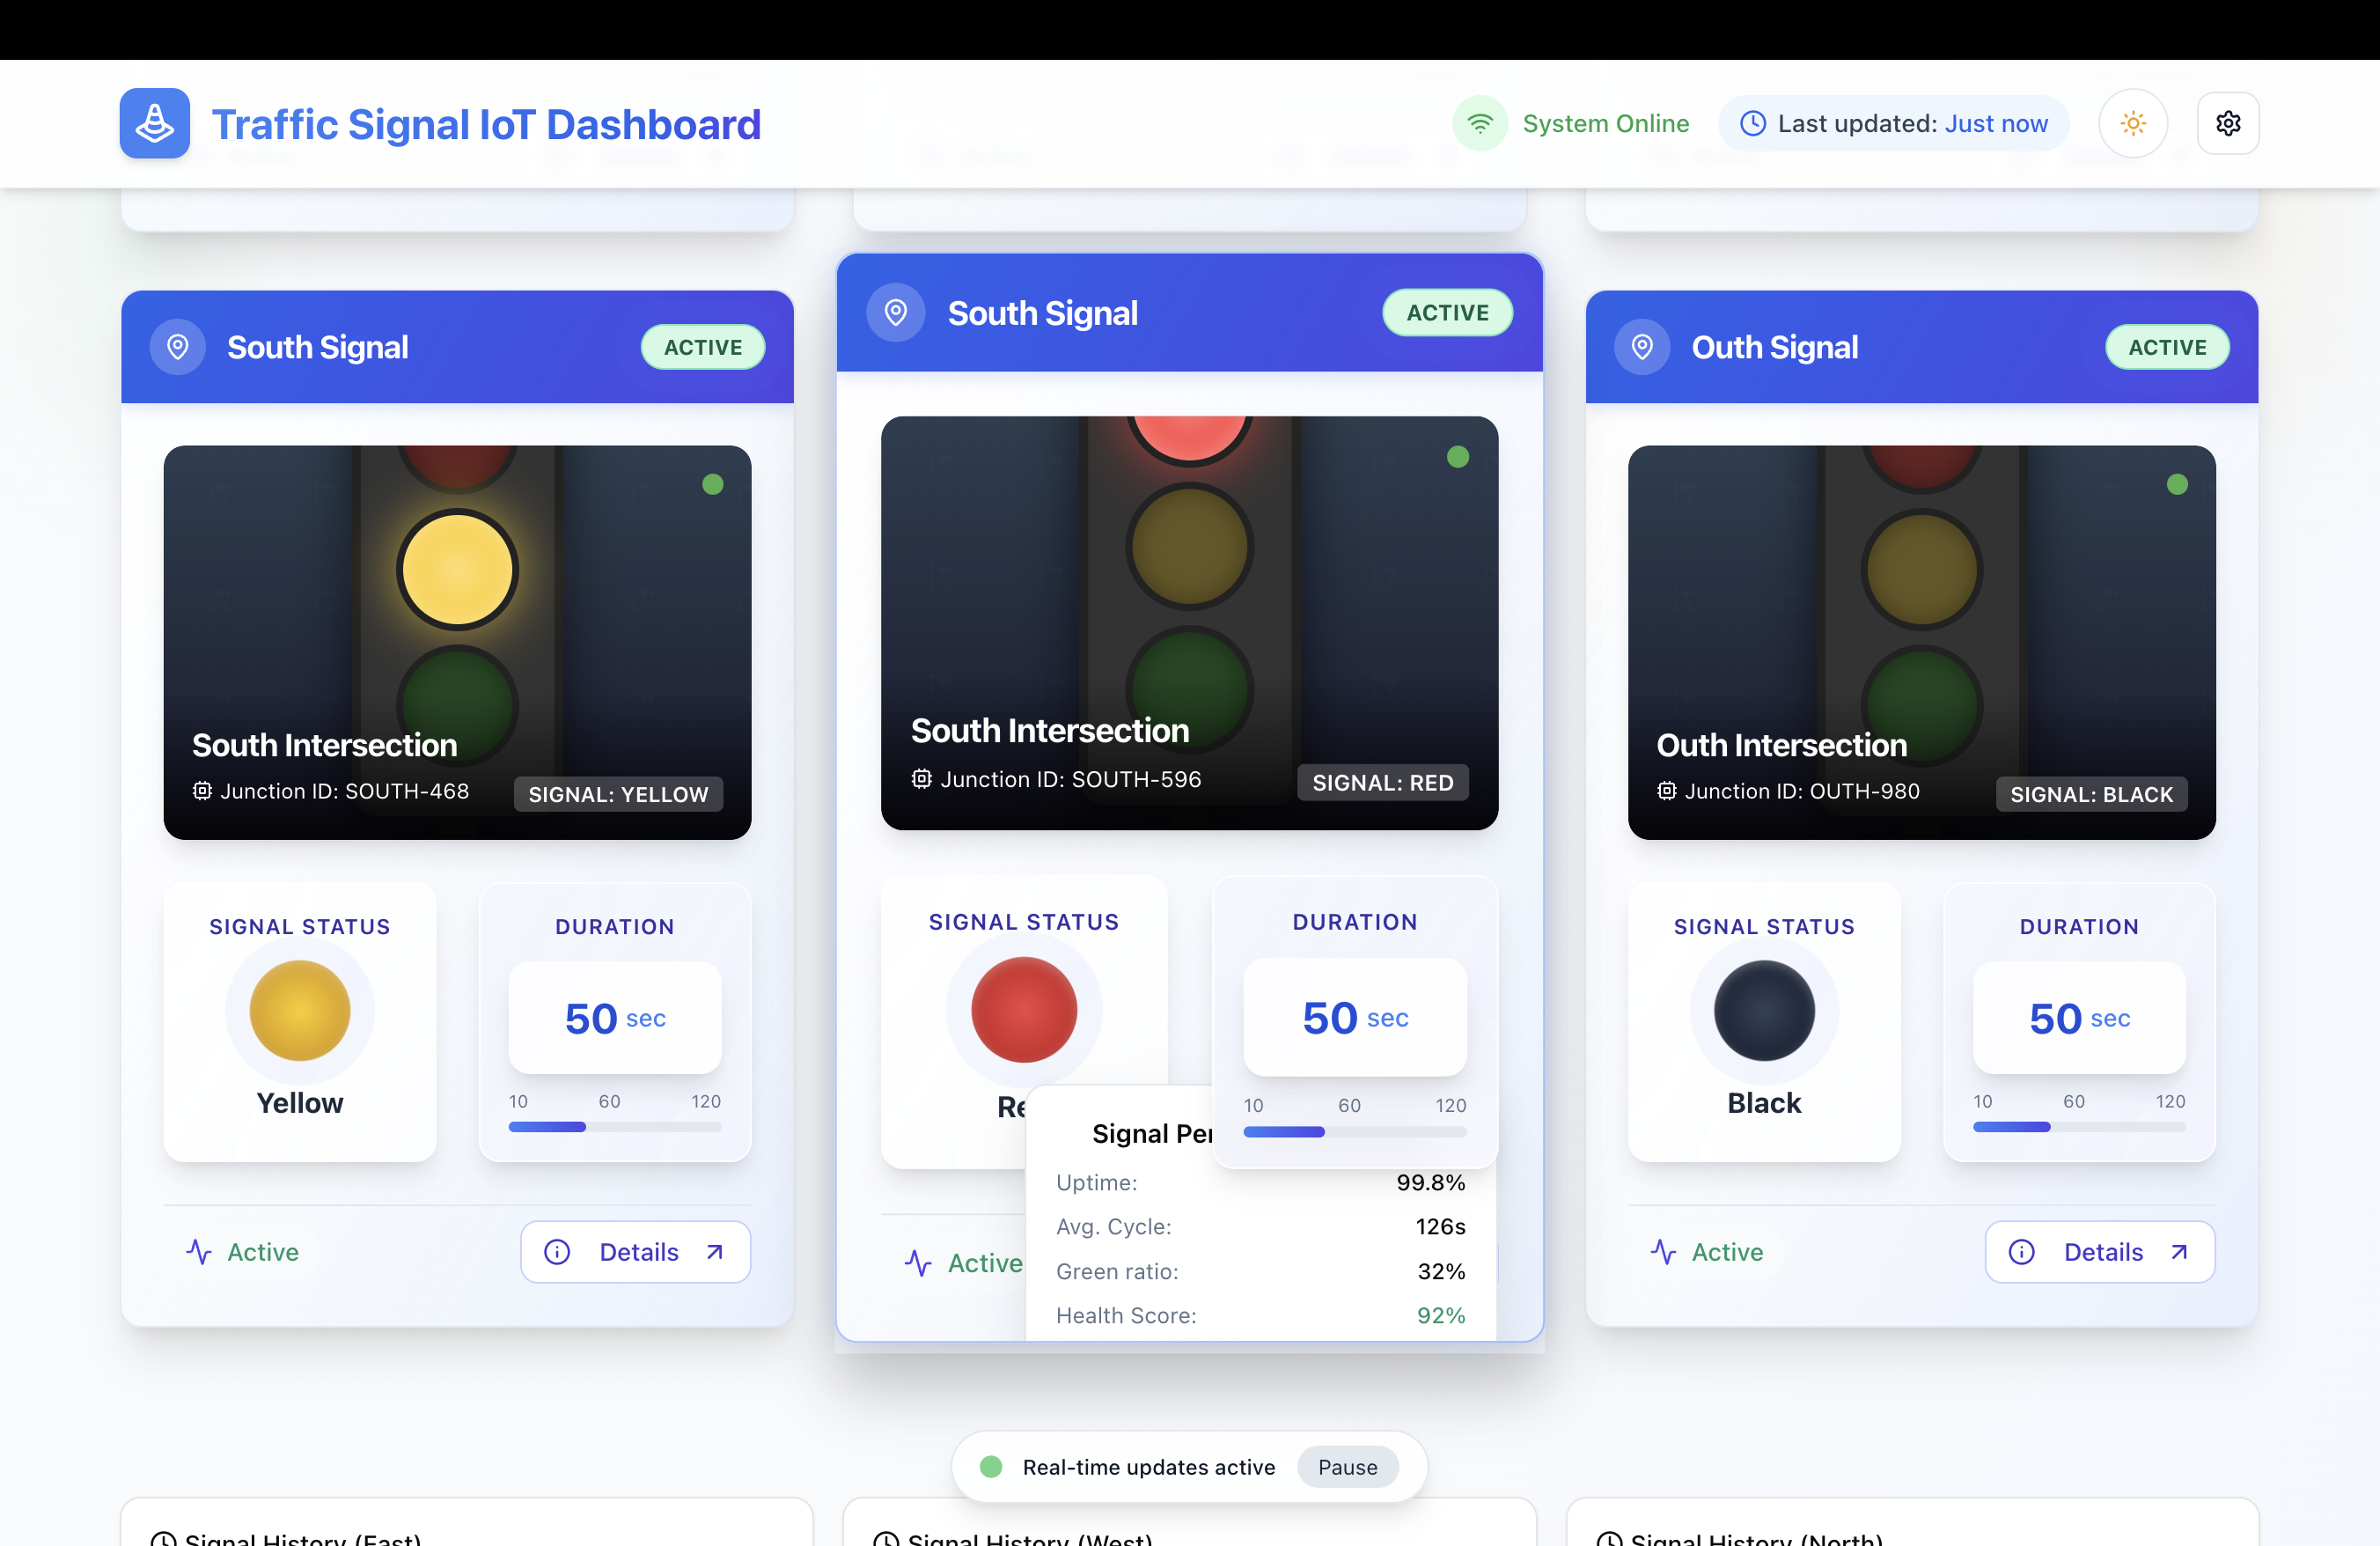 Traffic Signal IoT Dashboard
System Online
Last updated: Just now
South Signal
ACTIVE
South Intersection
Junction ID: SOUTH-468
SIGNAL: YELLOW
SIGNAL STATUS
Yellow
DURATION
50 sec
10 60 120
Active
Details
South Signal
ACTIVE
South Intersection
Junction ID: SOUTH-596
SIGNAL: RED
SIGNAL STATUS
Re
DURATION
50 sec
10 60 120
Active
Signal Per
Uptime: 99.8%
Avg. Cycle: 126s
Green ratio: 32%
Health Score: 92%
Outh Signal
ACTIVE
Outh Intersection
Junction ID: OUTH-980
SIGNAL: BLACK
SIGNAL STATUS
Black
DURATION
50 sec
10 60 120
Active
Details
Real-time updates active
Pause
Signal History (East)
Signal History (West)
Signal History (North)